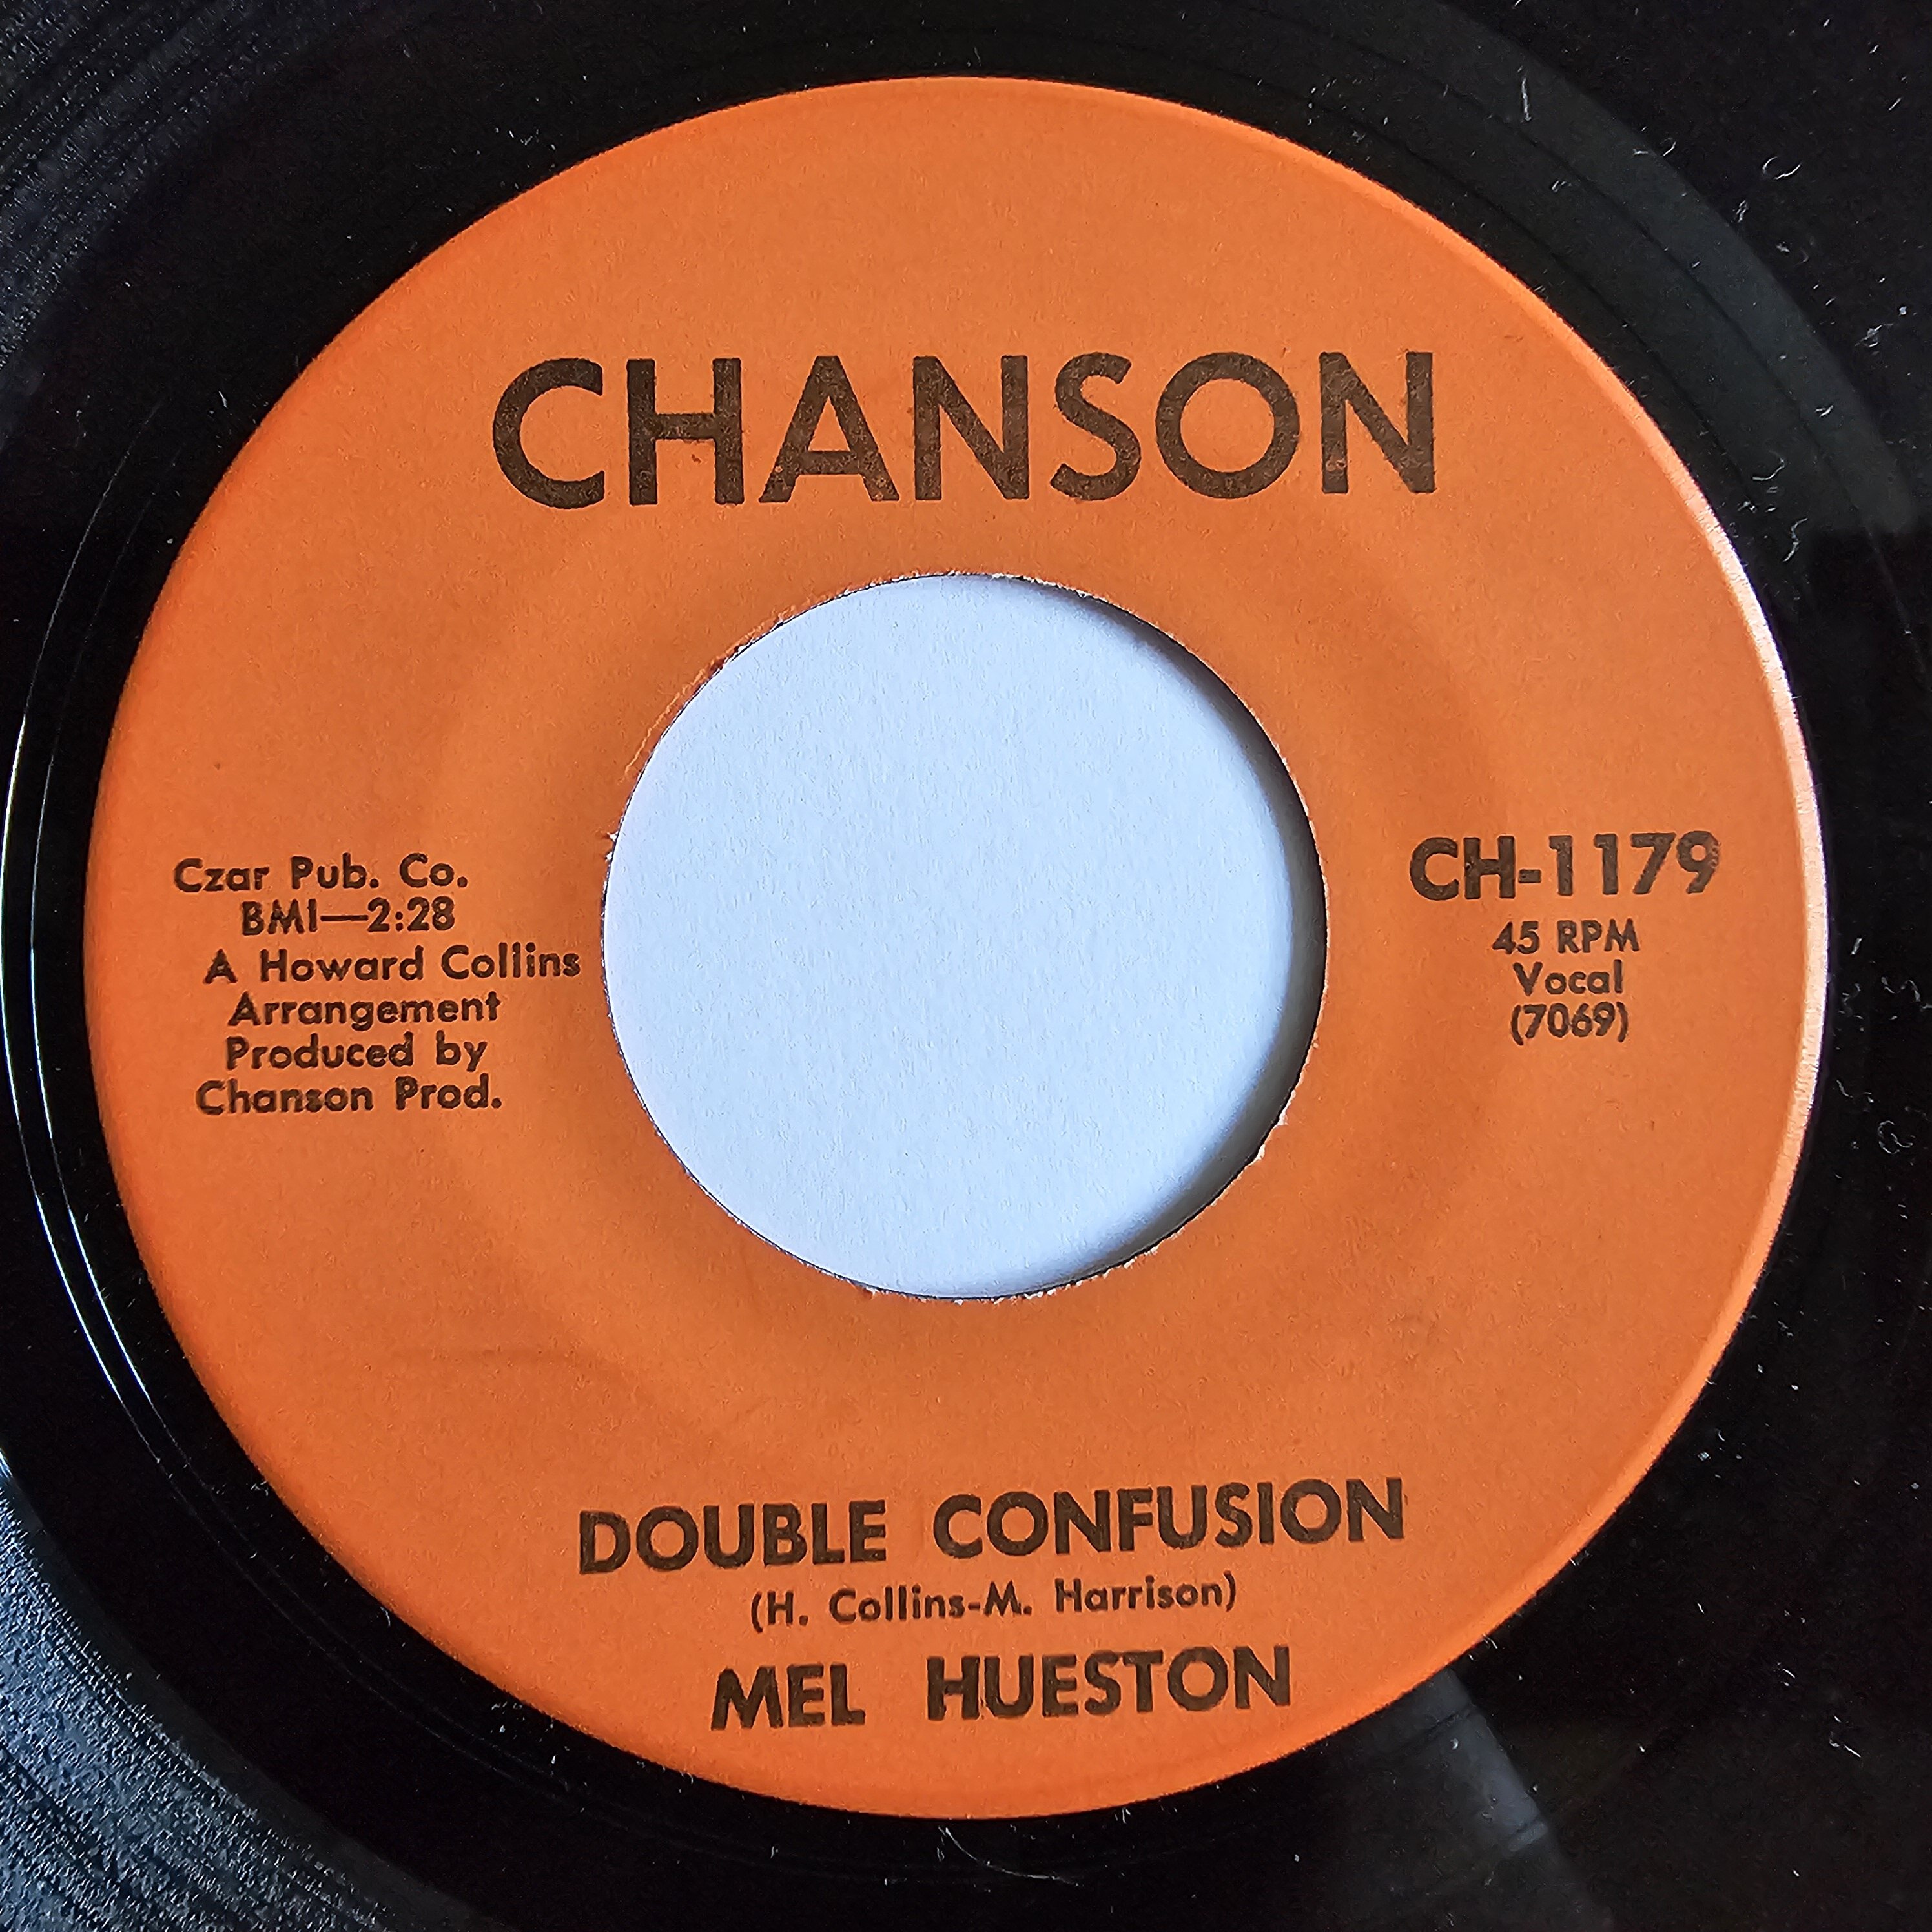 CHANSON
Czar Pub. Co.
BMI—2:28
A Howard Collins
Arrangement
Produced by
Chanson Prod.
CH-1179
45 RPM
Vocal
(7069)
DOUBLE CONFUSION
(H. Collins-M. Harrison)
MEL HUESTON